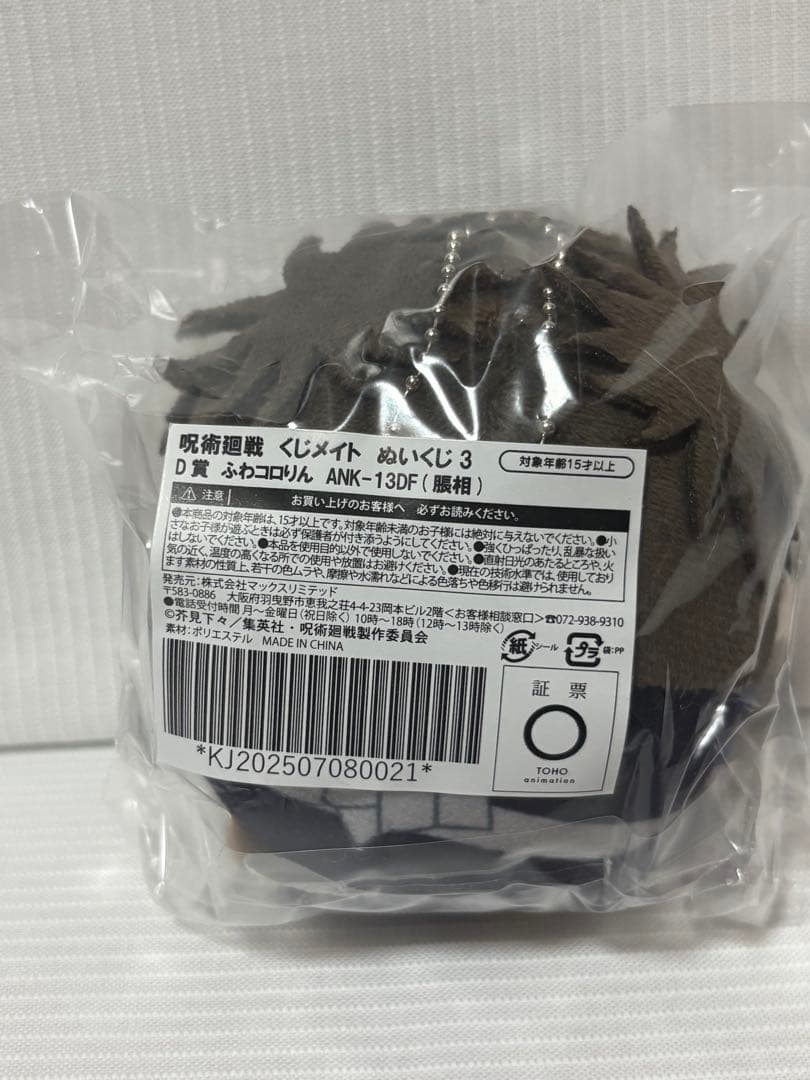 呪術廻戦 くじメイト ぬいくじ 3
対象年齢15才以上
D 賞 ふわコロりん ANK-13DF(脹相)
注意 お買い上げのお客様へ 必ずお読みください。
●本商品の対象年齢は、15才以上です。対象年齢未満のお子様には絶対に与えないでください。●小
さなお子様が遊ぶときは必ず保護者が付き添うようにしてください。●強くひっぱったり、乱暴な扱い
はしないでください。●本品を使用目的以外で使用しないでください。●直射日光のあたるところや、火
気の近く、温度の高くなる所での使用や放置はお避けください。●現在の技術水準では、使用しており
ます素材の性質上、若干の色ムラや、摩擦や水濡れなどによる色落ちや色移行は避けられません。
発売元:株式会社マックスリミテッド
〒583-0886 大阪府羽曳野市恵我之荘4-4-23岡本ビル2階<お客様相談窓口>☎072-938-9310
●電話受付時間 月〜金曜日(祝日除く) 10時〜18時(12時〜13時除く)
©芥見下々/集英社・呪術廻戦製作委員会
素材:ポリエステル MADE IN CHINA
紙 シール プラ 袋:PP
*KJ202507080021*
証票
TOHO
animation